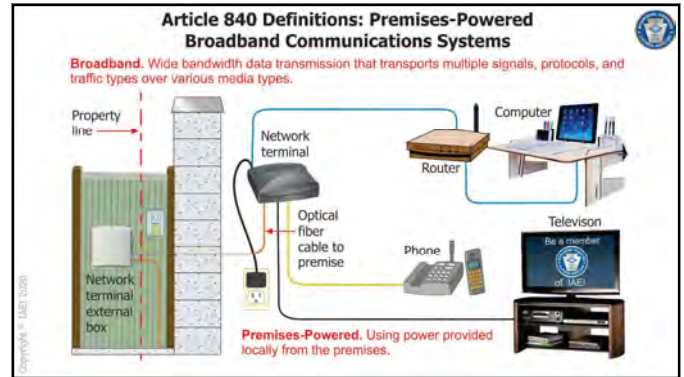 Article 840 Definitions: Premises-Powered
Broadband Communications Systems
Broadband. Wide bandwidth data transmission that transports multiple signals, protocols, and
traffic types over various media types.
Property
line
Network
terminal
Computer
Router
Optical
fiber
cable to
premise
Phone
Televison
Be a member
of IAEI
Network
terminal
external
box
Premises-Powered. Using power provided
locally from the premises.
Copyright © IAEI 2020